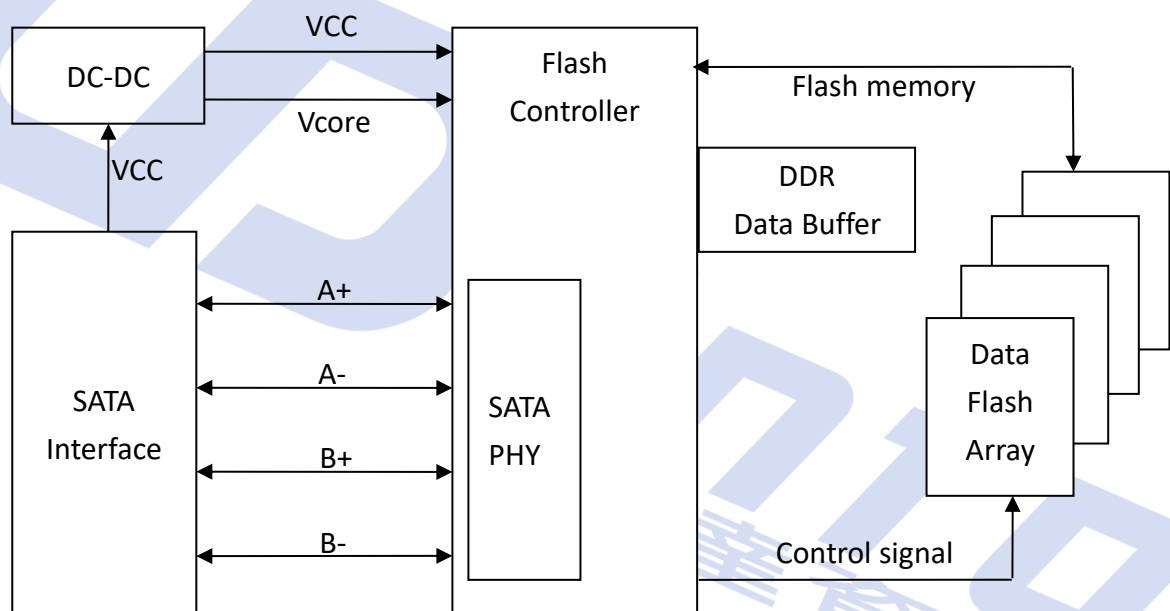 VCC
DC-DC
Flash
Controller
Flash memory
Vcore
VCC
DDR
Data Buffer
A+
A-
SATA
Interface
SATA
PHY
B+
B-
Data
Flash
Array
Control signal